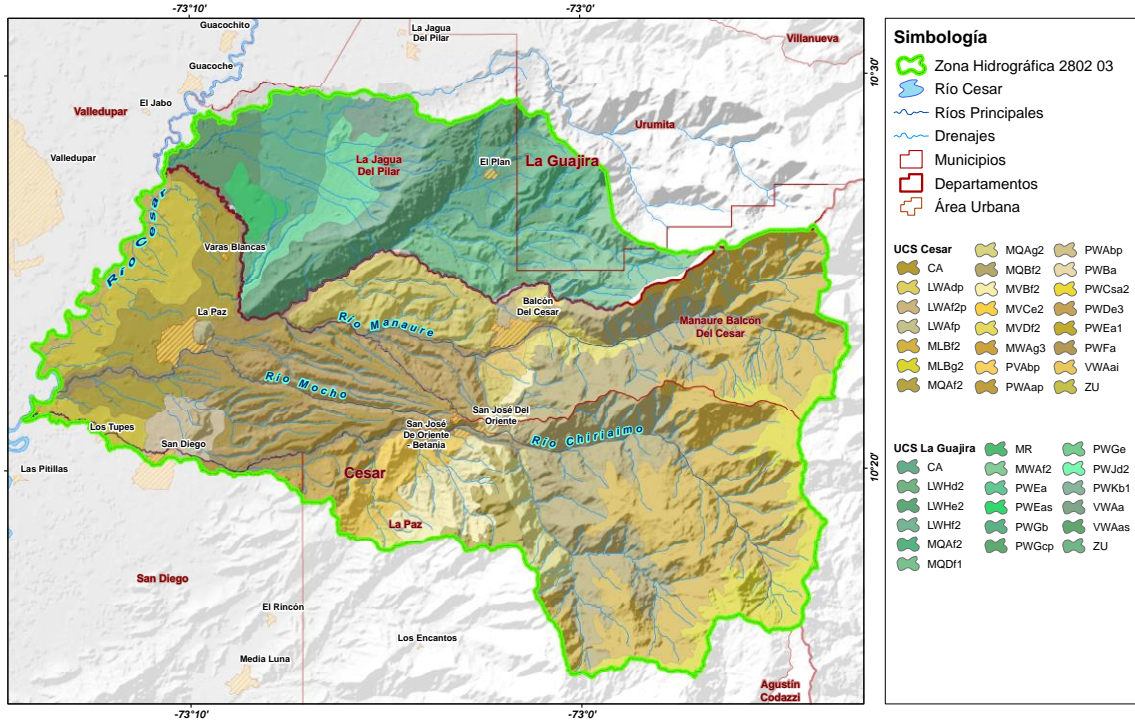 -73°10'
-73°0'
Guacochito
La Jagua
Del Pilar
Villanueva
10°30'
Guacoche
El Jabo
Valledupar
Urumita
Valledupar
La Jagua
Del Pilar
El Plan
La Guajira
Río Cesar
Varas Blancas
La Paz
Balcón
Del Cesar
Río Manaure
Manaure Balcón
Del Cesar
Río Mocho
San José Del
Oriente
San José
De Oriente
- Betania
Río Chiriaimo
Los Tupes
San Diego
Las Pitillas
Cesar
10°20'
La Paz
San Diego
El Rincón
Los Encantos
Media Luna
Agustín
Codazzi
-73°10'
-73°0'
Simbología
Zona Hidrográfica 2802 03
Río Cesar
Ríos Principales
Drenajes
Municipios
Departamentos
Área Urbana
UCS Cesar
CA
LWAdp
LWAf2p
LWAfp
MLBf2
MLBg2
MQAf2
MQAg2
MQBf2
MVBf2
MVCe2
MVDf2
MWAg3
PVAbp
PWAap
PWAbp
PWBa
PWCsa2
PWDe3
PWEa1
PWFa
VWAai
ZU
UCS La Guajira
CA
LWHd2
LWHe2
LWHf2
MQAf2
MQDf1
MR
MWAf2
PWEa
PWEas
PWGb
PWGcp
PWGe
PWJd2
PWKb1
VWAa
VWAas
ZU